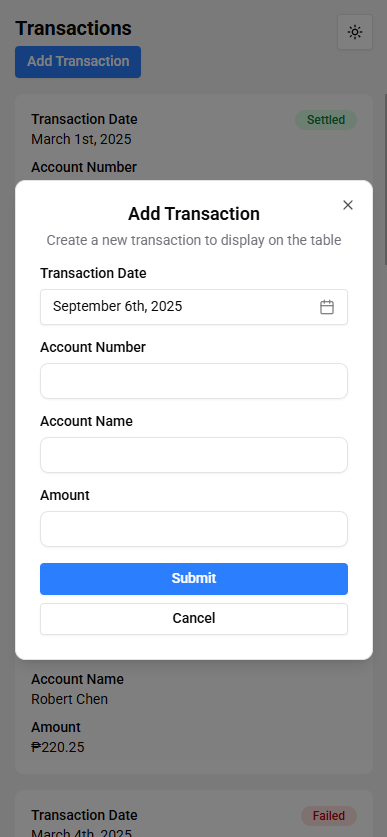 Transactions
Add Transaction
Transaction Date
Settled
March 1st, 2025
Account Number
Add Transaction
Create a new transaction to display on the table
Transaction Date
September 6th, 2025
Account Number
Account Name
Amount
Submit
Cancel
Account Name
Robert Chen
Amount
₱220.25
Transaction Date
Failed
March 4th, 2025